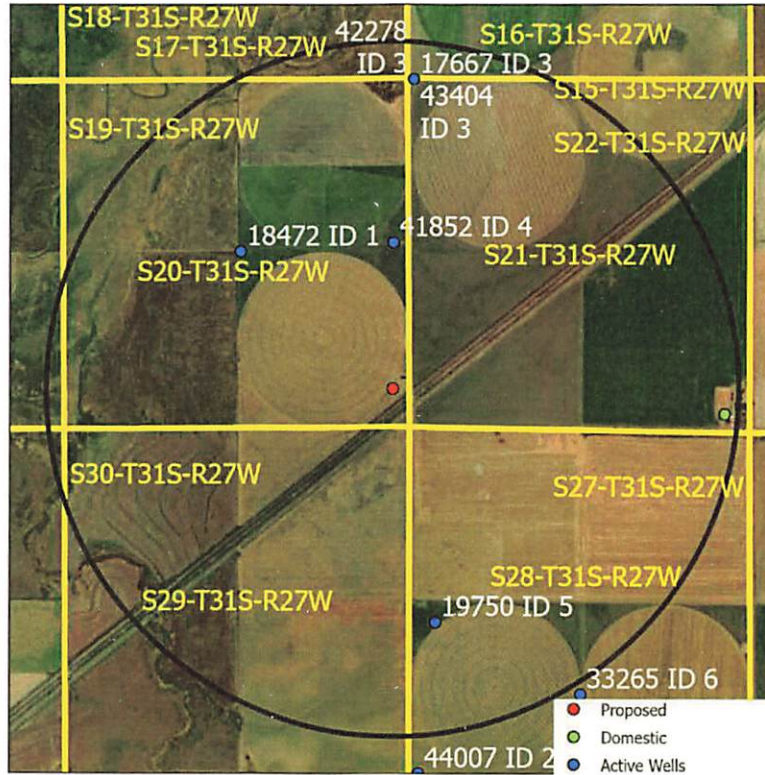 S18-T31S-R27W
S17-T31S-R27W
42278
ID 3
S16-T31S-R27W
17667 ID 3
43404
ID 3
S15-T31S-R27W
S19-T31S-R27W
S22-T31S-R27W
18472 ID 1
41852 ID 4
S20-T31S-R27W
S21-T31S-R27W
S30-T31S-R27W
S27-T31S-R27W
S29-T31S-R27W
S28-T31S-R27W
19750 ID 5
33265 ID 6
44007 ID 2
Proposed
Domestic
Active Wells